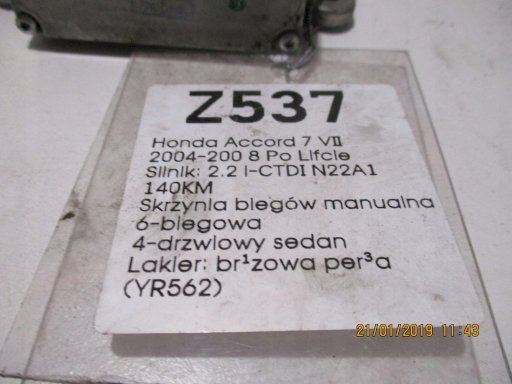 Z537
Honda Accord 7 VII
2004-200 8 Po Lifcie
Silnik: 2.2 i-CTDI N22A1
140KM
Skrzynia biegów manualna
6-biegowa
4-drzwiowy sedan
Lakier: br¹zowa per³a
(YR562)
21/01/2019 11:43